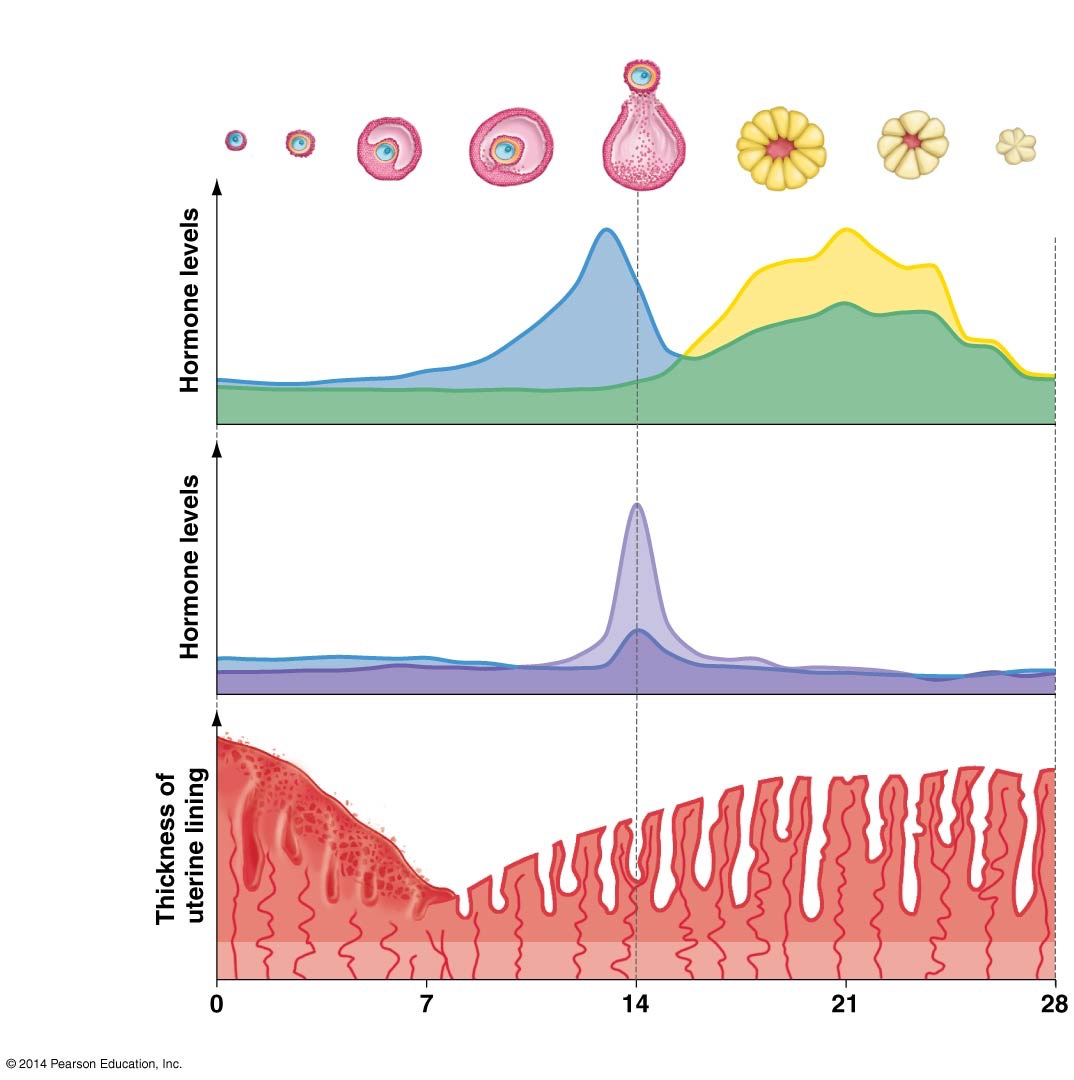 Hormone levels
Hormone levels
Thickness of
uterine lining
0 7 14 21 28
© 2014 Pearson Education, Inc.